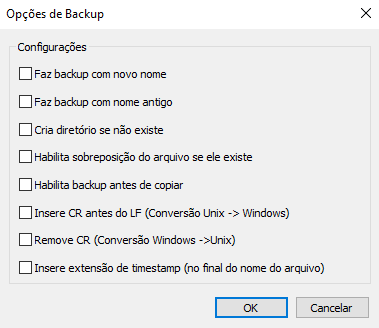 Opções de Backup
Configurações
Faz backup com novo nome
Faz backup com nome antigo
Cria diretório se não existe
Habilita sobreposição do arquivo se ele existe
Habilita backup antes de copiar
Insere CR antes do LF (Conversão Unix -> Windows)
Remove CR (Conversão Windows ->Unix)
Insere extensão de timestamp (no final do nome do arquivo)
OK
Cancelar